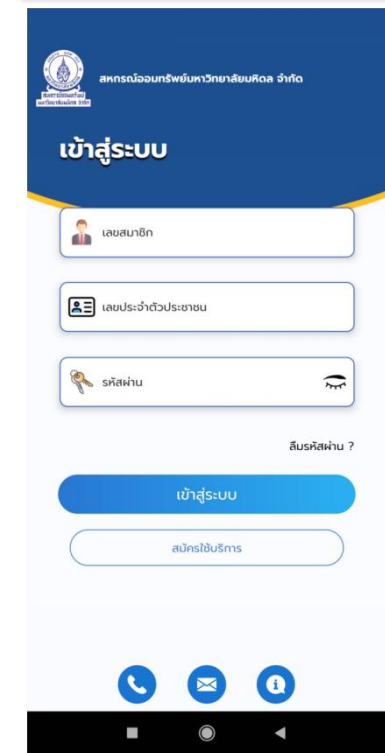 สหกรณ์ออมทรัพย์มหาวิทยาลัยมหิดล จำกัด
เข้าสู่ระบบ
เลขสมาชิก
เลขประจำตัวประชาชน
รหัสผ่าน
ลืมรหัสผ่าน ?
เข้าสู่ระบบ
สมัครใช้บริการ